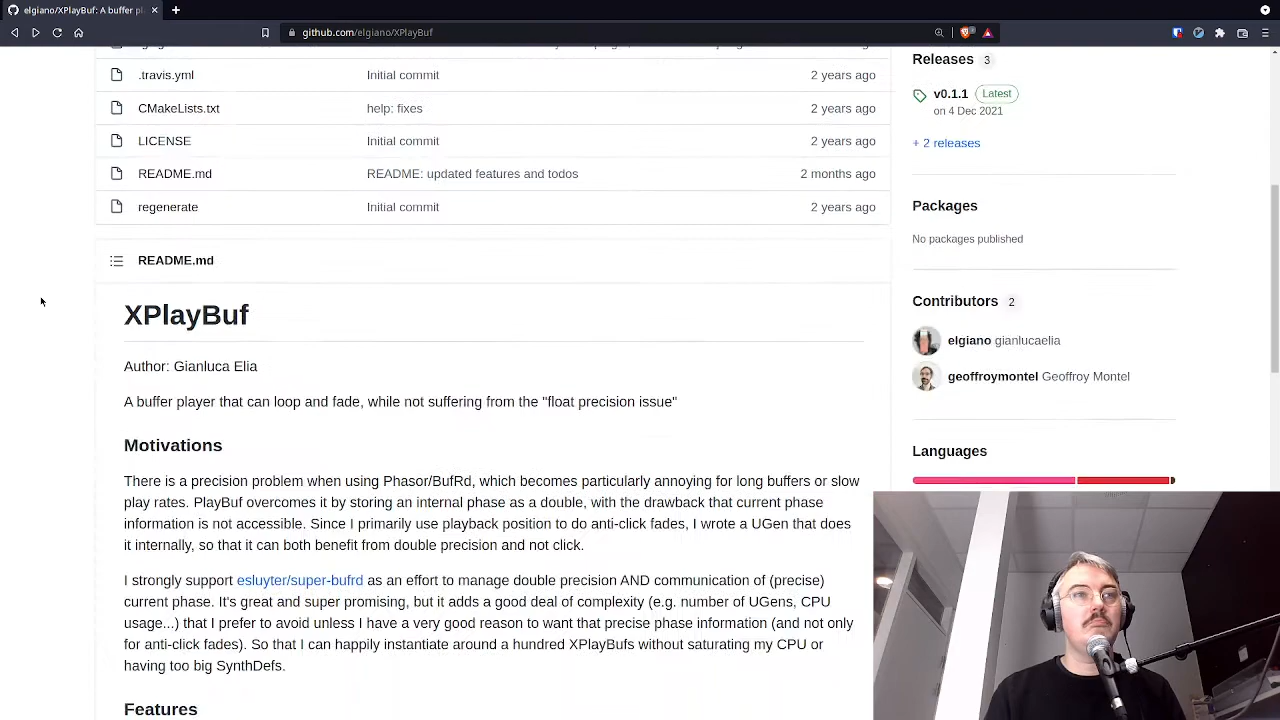 elgiano/XPlayBuf: A buffer pl
github.com/elgiano/XPlayBuf
.travis.yml Initial commit 2 years ago
CMakeLists.txt help: fixes 2 years ago
LICENSE Initial commit 2 years ago
README.md README: updated features and todos 2 months ago
regenerate Initial commit 2 years ago
README.md
XPlayBuf
Author: Gianluca Elia
A buffer player that can loop and fade, while not suffering from the "float precision issue"
Motivations
There is a precision problem when using Phasor/BufRd, which becomes particularly annoying for long buffers or slow
play rates. PlayBuf overcomes it by storing an internal phase as a double, with the drawback that current phase
information is not accessible. Since I primarily use playback position to do anti-click fades, I wrote a UGen that does
it internally, so that it can both benefit from double precision and not click.
I strongly support esluyter/super-bufrd as an effort to manage double precision AND communication of (precise)
current phase. It's great and super promising, but it adds a good deal of complexity (e.g. number of UGens, CPU
usage...) that I prefer to avoid unless I have a very good reason to want that precise phase information (and not only
for anti-click fades). So that I can happily instantiate around a hundred XPlayBufs without saturating my CPU or
having too big SynthDefs.
Features
Releases 3
v0.1.1 Latest
on 4 Dec 2021
+ 2 releases
Packages
No packages published
Contributors 2
elgiano gianlucaelia
geoffroymontel Geoffroy Montel
Languages